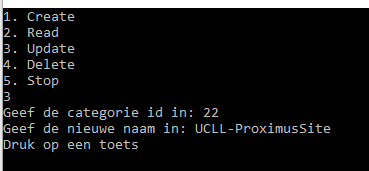 1. Create
2. Read
3. Update
4. Delete
5. Stop
3
Geef de categorie id in: 22
Geef de nieuwe naam in: UCLL-ProximusSite
Druk op een toets